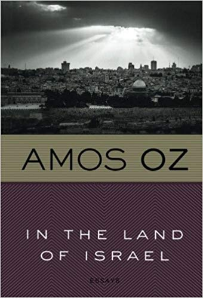 AMOS OZ
IN THE LAND
OF ISRAEL
ESSAYS